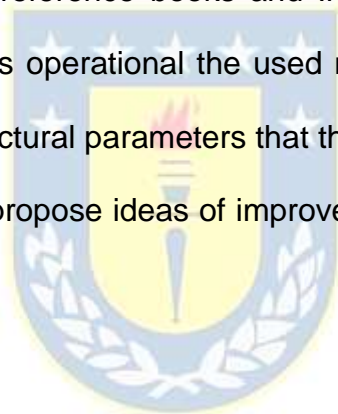 reference books and
s operational the used
ctural parameters that th
propose ideas of improve